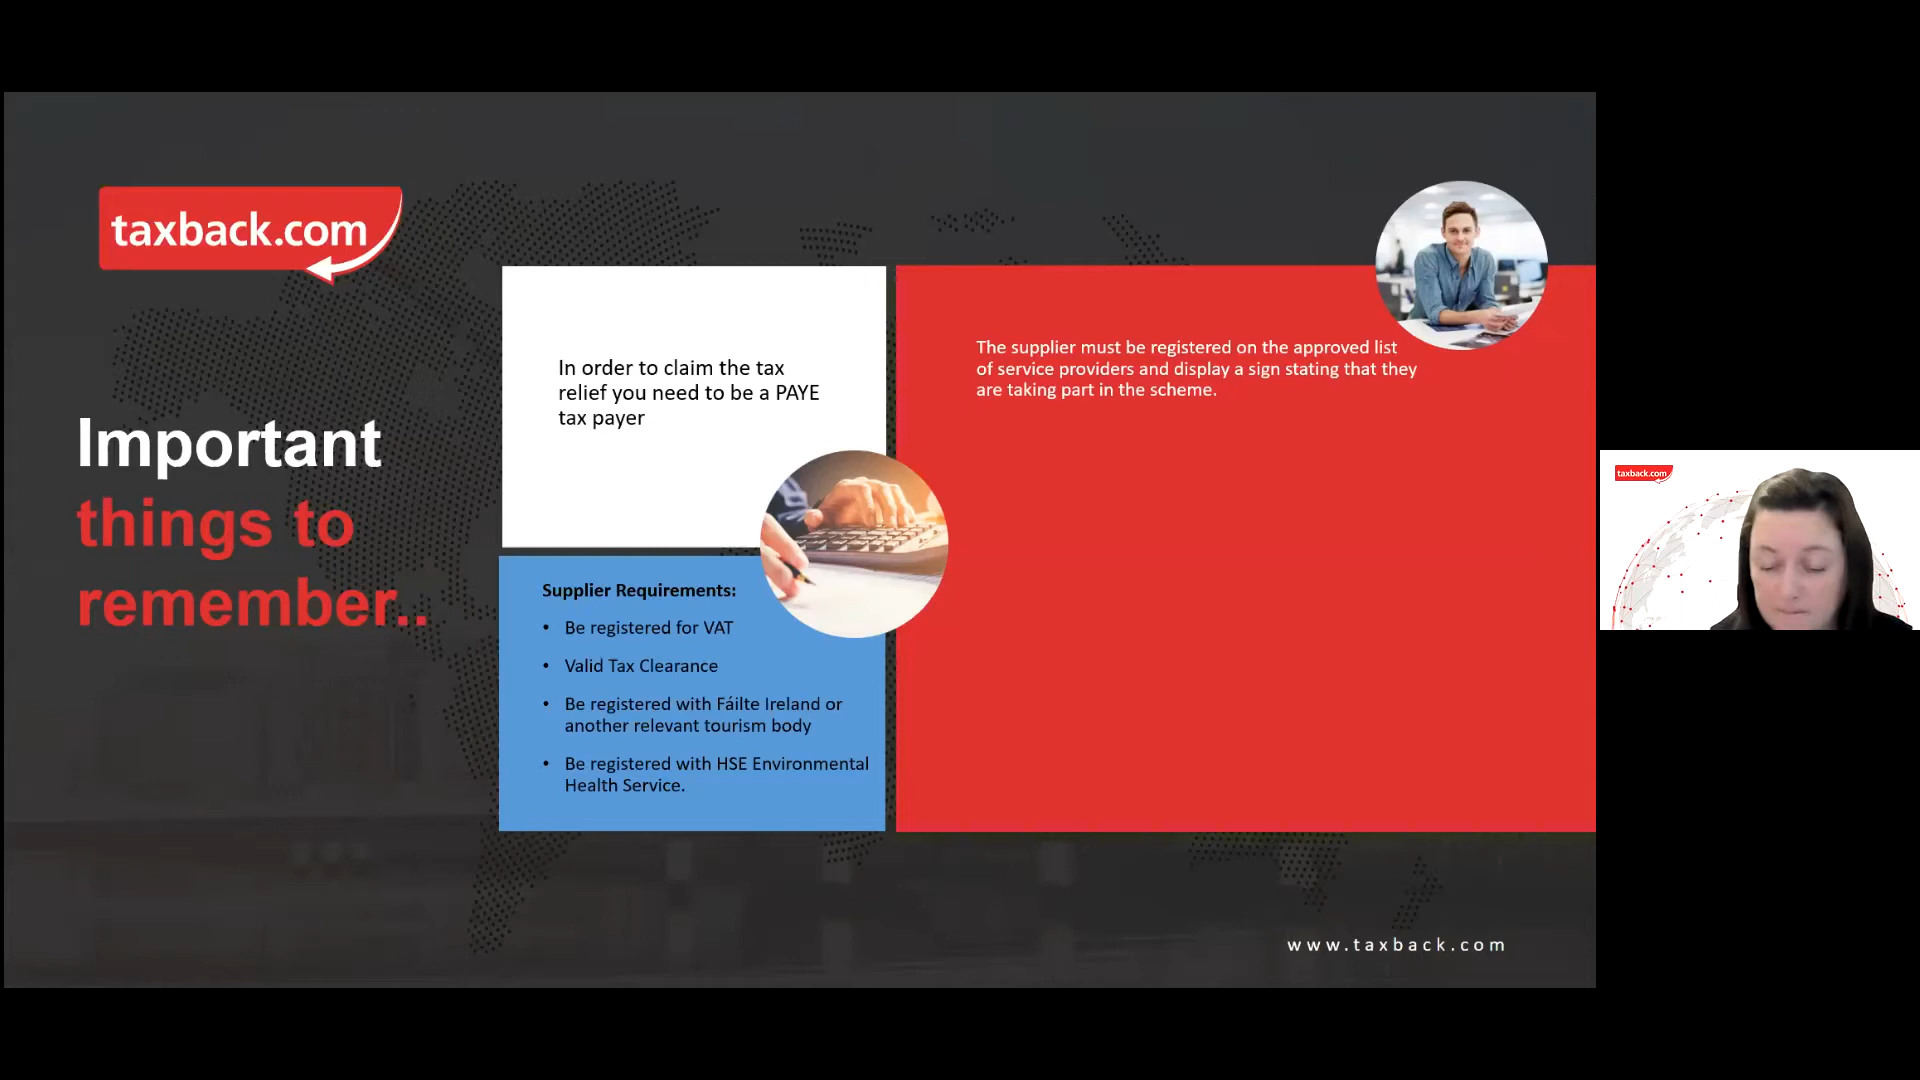 taxback.com
Important
things to
remember..
In order to claim the tax
relief you need to be a PAYE
tax payer
Supplier Requirements:
• Be registered for VAT
• Valid Tax Clearance
• Be registered with Fáilte Ireland or
another relevant tourism body
• Be registered with HSE Environmental
Health Service.
The supplier must be registered on the approved list
of service providers and display a sign stating that they
are taking part in the scheme.
www.taxback.com
taxback.com